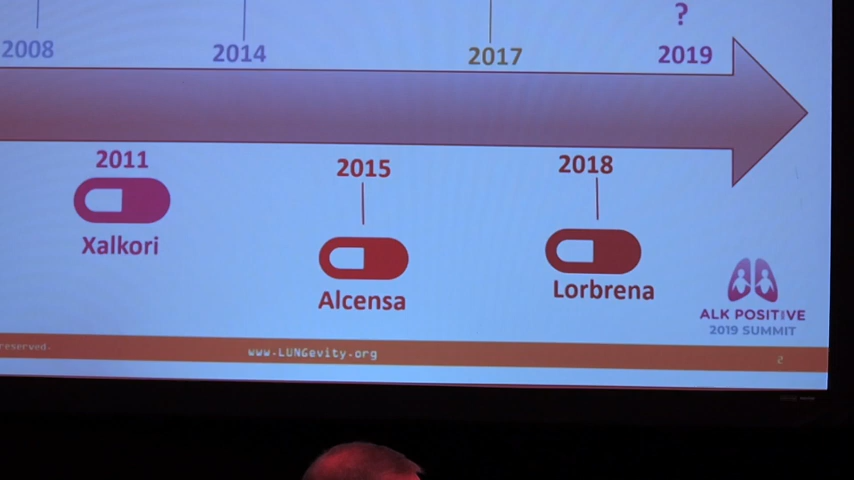 ?
2008
2014
2017
2019
2011
2015
2018
Xalkori
Alcensa
Lorbrena
ALK POSITIVE
2019 SUMMIT
reserved.
www.LUNGevity.org
2